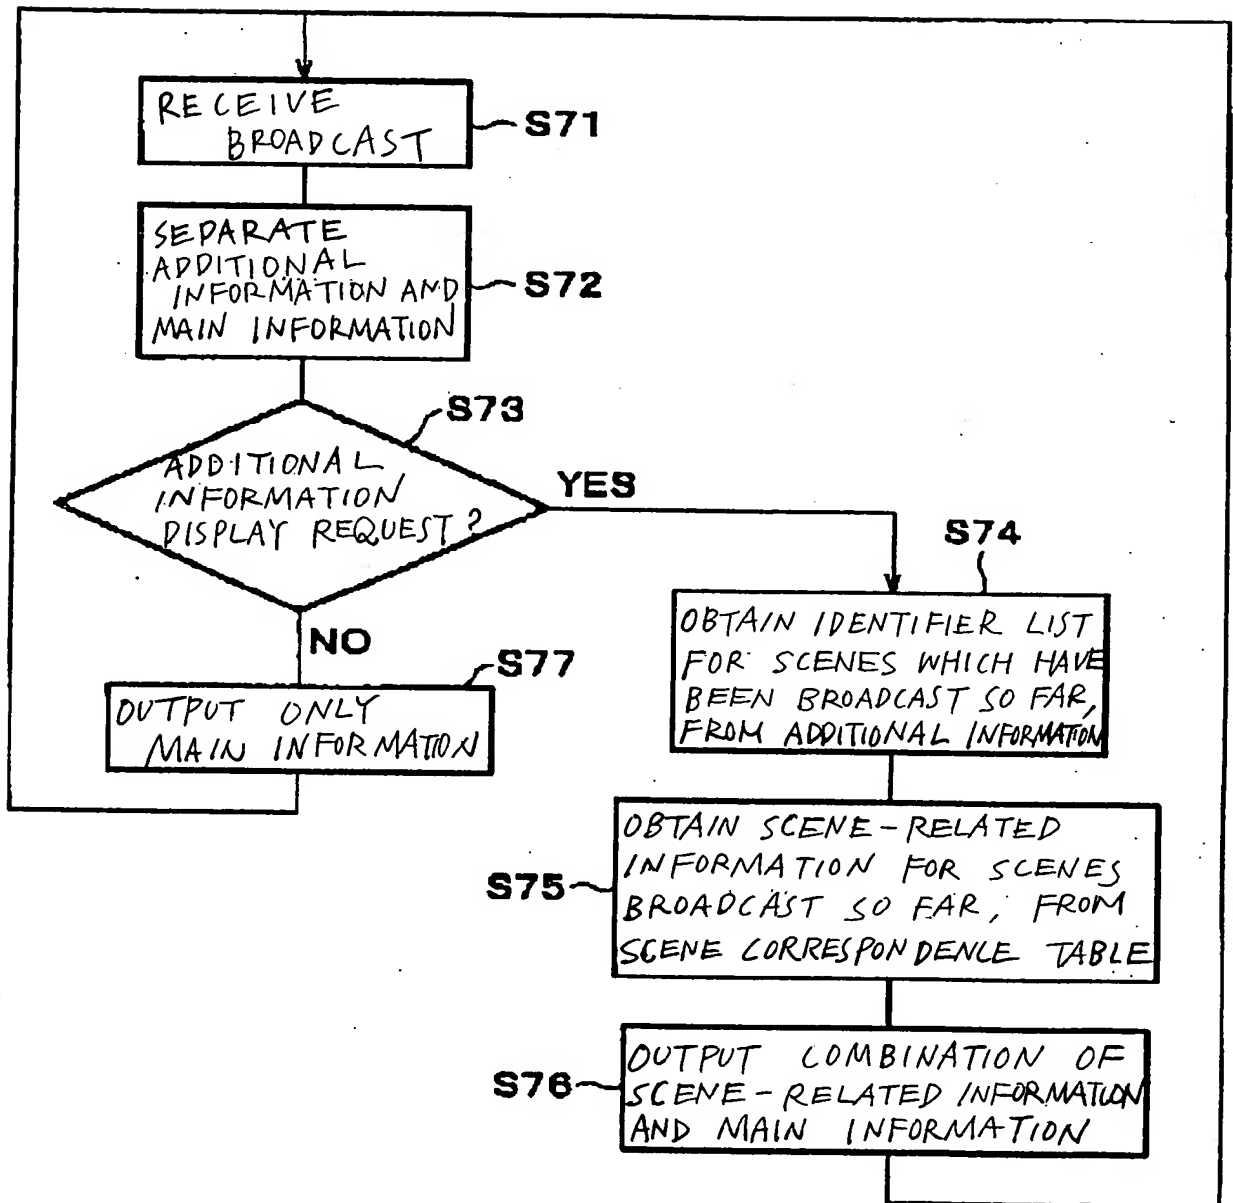 RECEIVE
BROADCAST
S71
SEPARATE
ADDITIONAL
INFORMATION AND
MAIN INFORMATION
S72
S73
ADDITIONAL
INFORMATION
DISPLAY REQUEST?
YES
NO
S77
OUTPUT ONLY
MAIN INFORMATION
S74
OBTAIN IDENTIFIER LIST
FOR SCENES WHICH HAVE
BEEN BROADCAST SO FAR,
FROM ADDITIONAL INFORMATION
S75
OBTAIN SCENE-RELATED
INFORMATION FOR SCENES
BROADCAST SO FAR, FROM
SCENE CORRESPONDENCE TABLE
S76
OUTPUT COMBINATION OF
SCENE-RELATED INFORMATION
AND MAIN INFORMATION